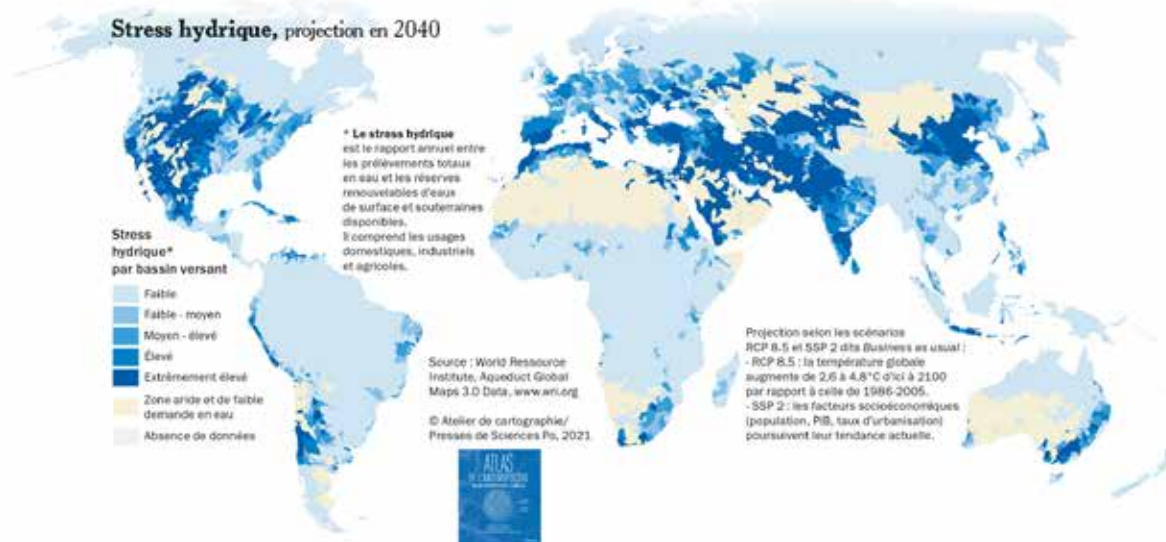 Stress hydrique, projection en 2040
* Le stress hydrique
est le rapport annuel entre
les prélèvements totaux
en eau et les réserves
renouvelables d'eaux
de surface et souterraines
disponibles.
Il comprend les usages
domestiques, industriels
et agricoles.
Stress
hydrique*
par bassin versant
Faible
Faible - moyen
Moyen - élevé
Élevé
Extrêmement élevé
Zone aride et de faible
demande en eau
Absence de données
Source : World Ressource
Institute, Aqueduct Global
Maps 3.0 Data, www.wri.org
© Atelier de cartographie/
Presses de Sciences Po, 2021
Projection selon les scénarios
RCP 8.5 et SSP 2 dits Business as usual :
- RCP 8.5 : la température globale
augmente de 2,6 à 4,8°C d'ici à 2100
par rapport à celle de 1986-2005.
- SSP 2 : les facteurs socioéconomiques
(population, PIB, taux d'urbanisation)
poursuivent leur tendance actuelle.
ATLAS
DE L'ANTHROPOCÈNE